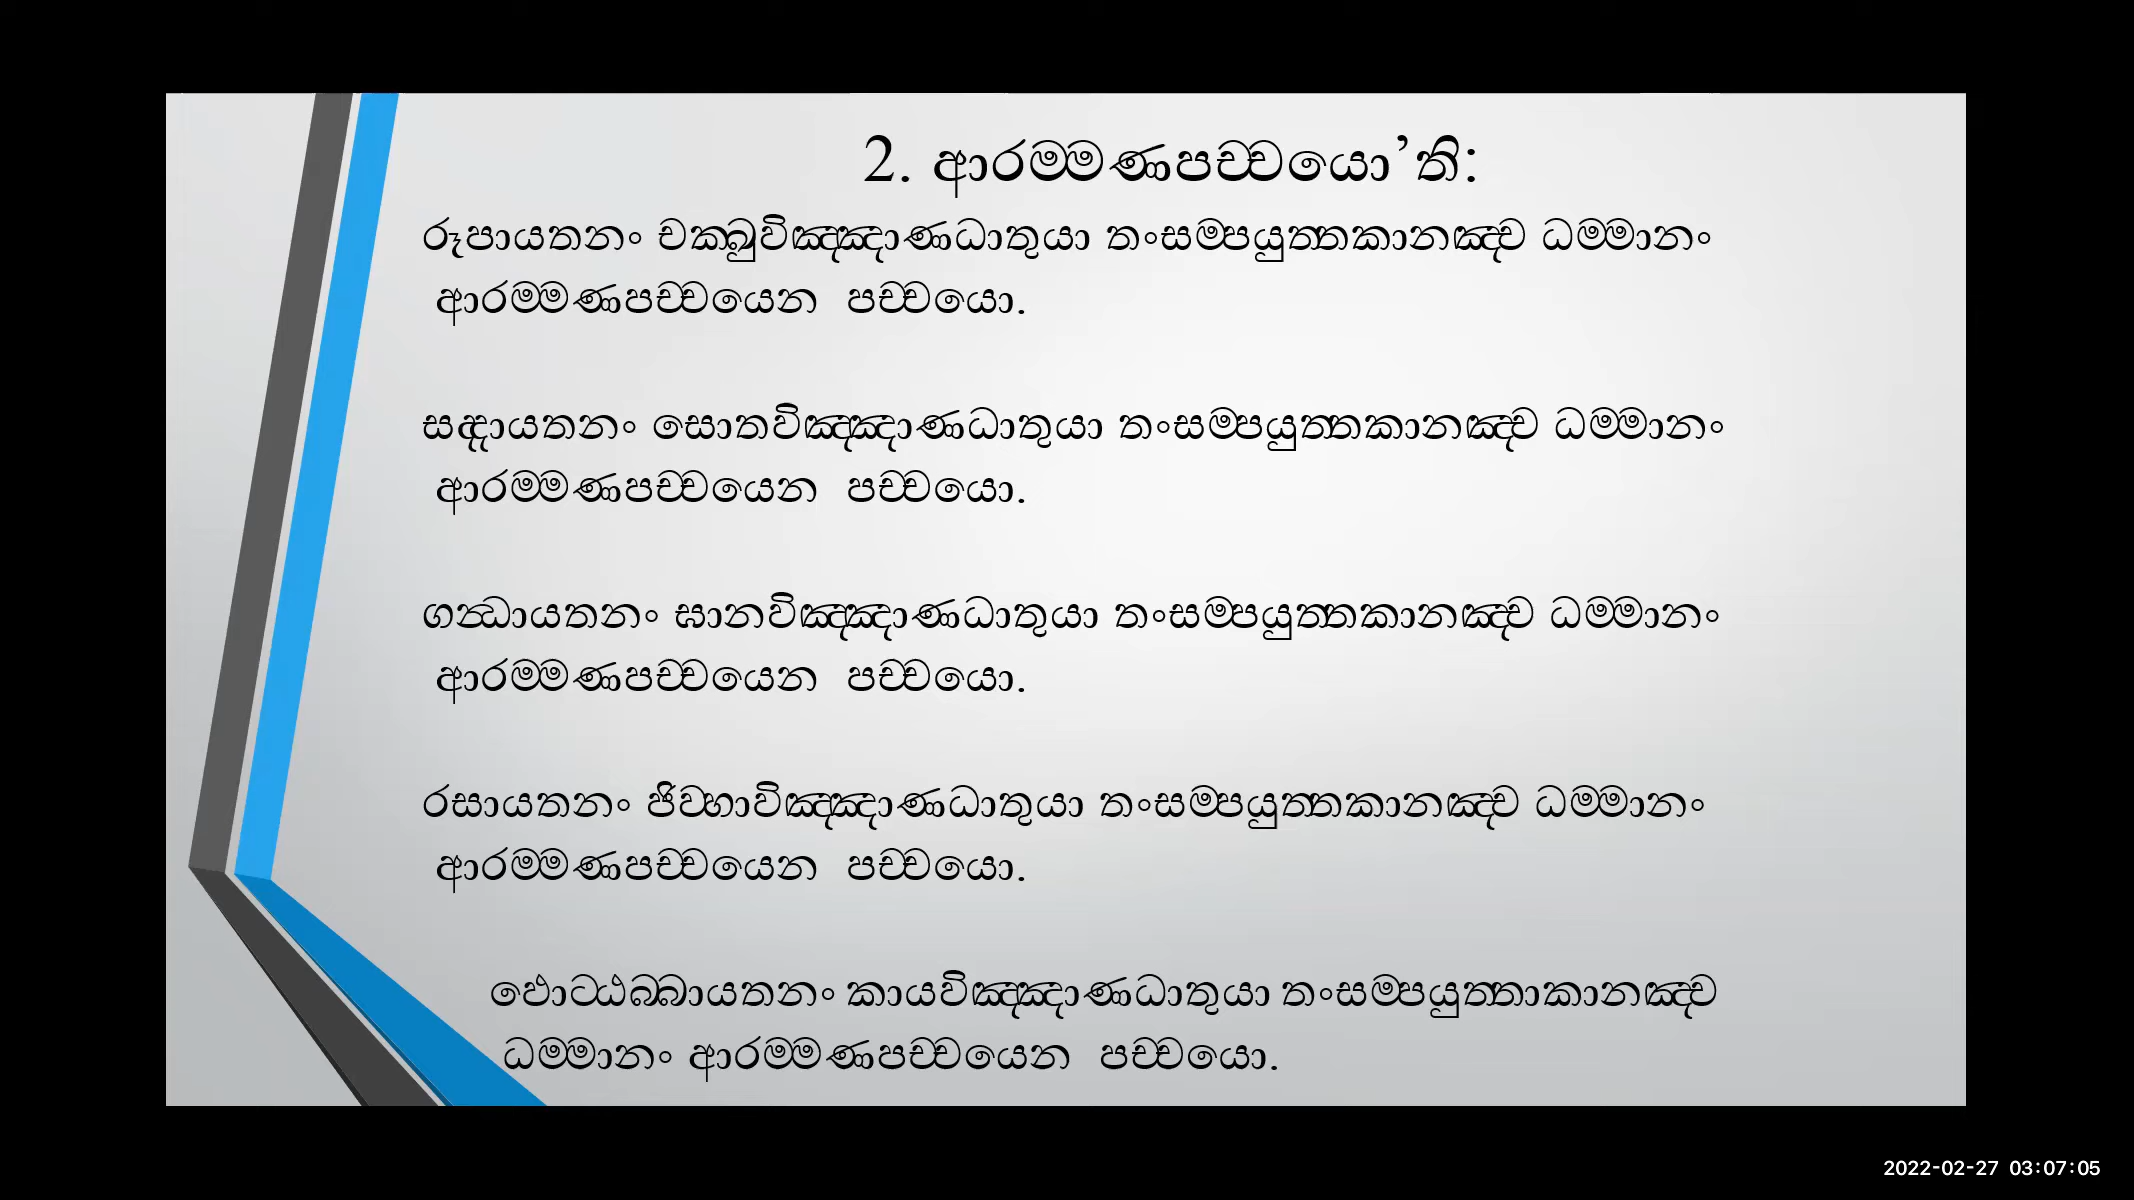 2. ආරම‍්මණපච‍්චයො’ති:
රූපායතනං චක‍්ඛුවිඤ‍්ඤාණධාතුයා තංසම‍්පයුත‍්තකානඤ‍්ච ධම‍්මානං
ආරම‍්මණපච‍්චයෙන පච‍්චයො.
සද‍්දායතනං සොතවිඤ‍්ඤාණධාතුයා තංසම‍්පයුත‍්තකානඤ‍්ච ධම‍්මානං
ආරම‍්මණපච‍්චයෙන පච‍්චයො.
ගන‍්ධායතනං ඝානවිඤ‍්ඤාණධාතුයා තංසම‍්පයුත‍්තකානඤ‍්ච ධම‍්මානං
ආරම‍්මණපච‍්චයෙන පච‍්චයො.
රසායතනං ජිව‍්හාවිඤ‍්ඤාණධාතුයා තංසම‍්පයුත‍්තකානඤ‍්ච ධම‍්මානං
ආරම‍්මණපච‍්චයෙන පච‍්චයො.
ඵොට‍්ඨබ‍්බායතනං කායවිඤ‍්ඤාණධාතුයා තංසම‍්පයුත‍්තාකානඤ‍්ච
ධම‍්මානං ආරම‍්මණපච‍්චයෙන පච‍්චයො.
2022-02-27 03:07:05